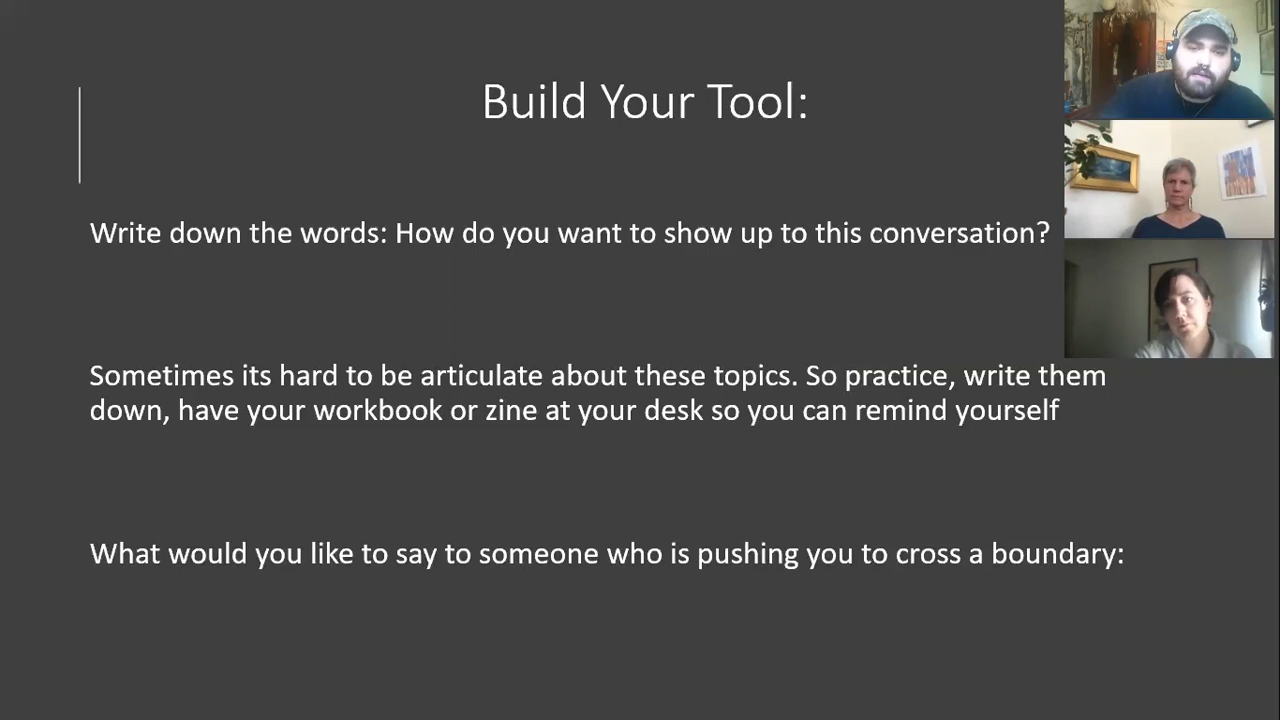 Build Your Tool:
Write down the words: How do you want to show up to this conversation?
Sometimes its hard to be articulate about these topics. So practice, write them
down, have your workbook or zine at your desk so you can remind yourself
What would you like to say to someone who is pushing you to cross a boundary: